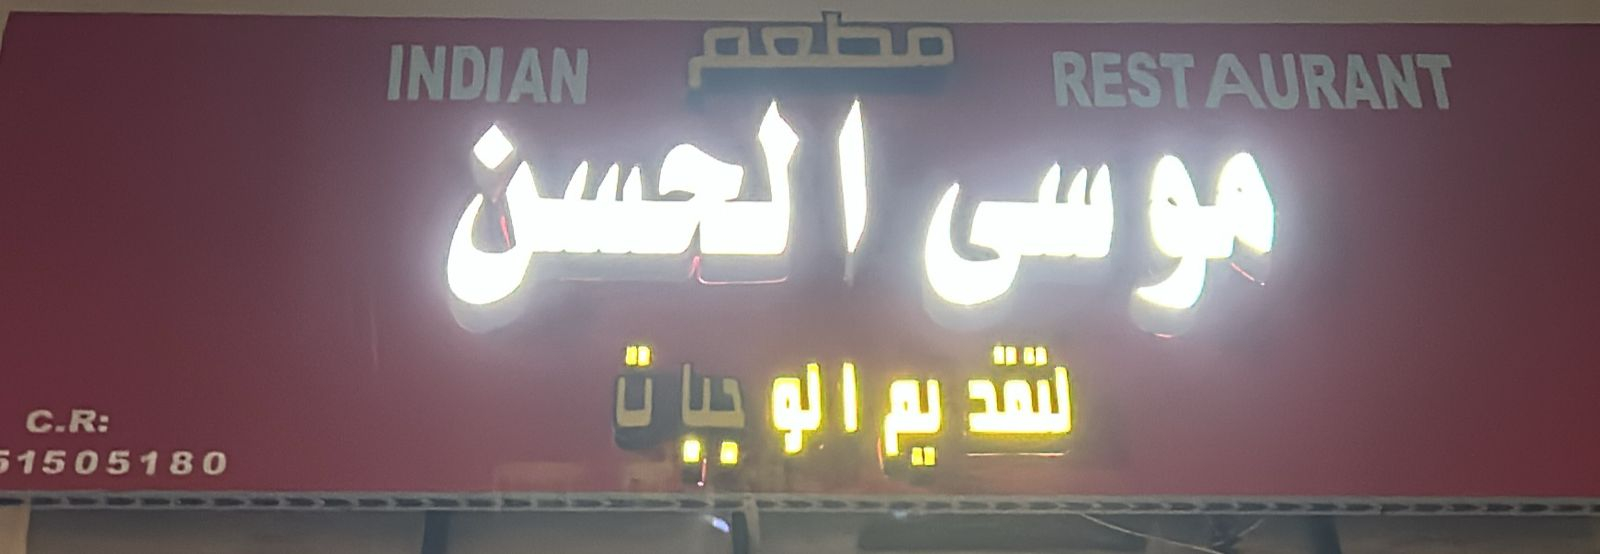 مطعم
INDIAN RESTAURANT
موسى الحسن
لتقديم الوجبات
C.R:
51505180